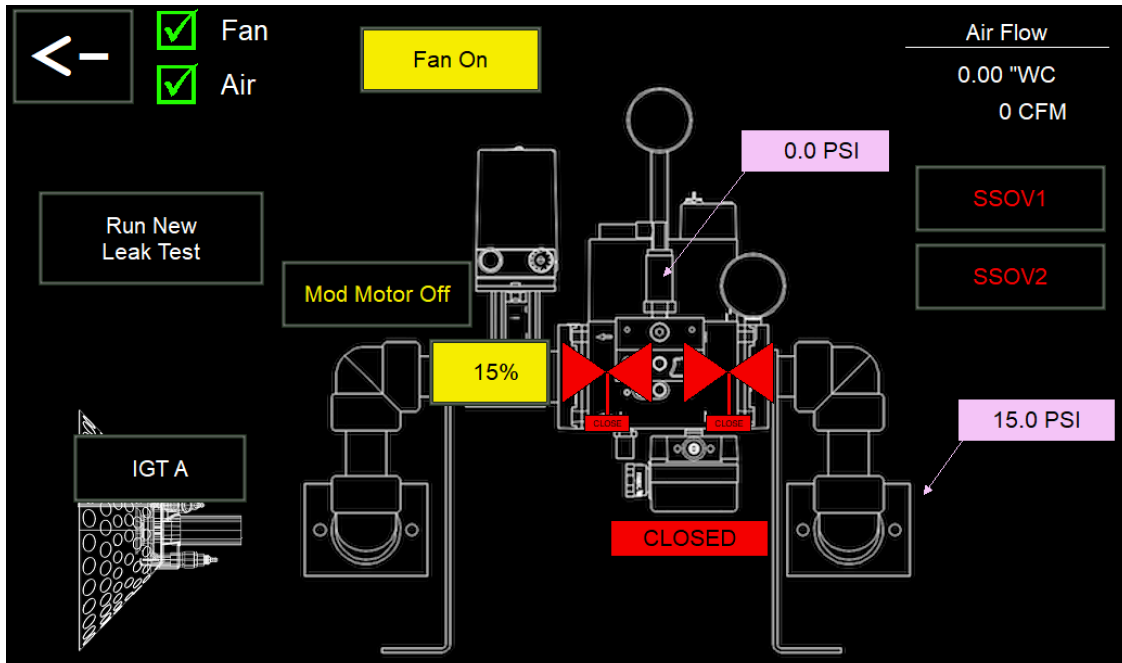 <-
Fan
Air
Fan On
Air Flow
0.00 "WC
0 CFM
0.0 PSI
SSOV1
SSOV2
Run New
Leak Test
Mod Motor Off
15%
CLOSE
CLOSE
15.0 PSI
IGT A
CLOSED